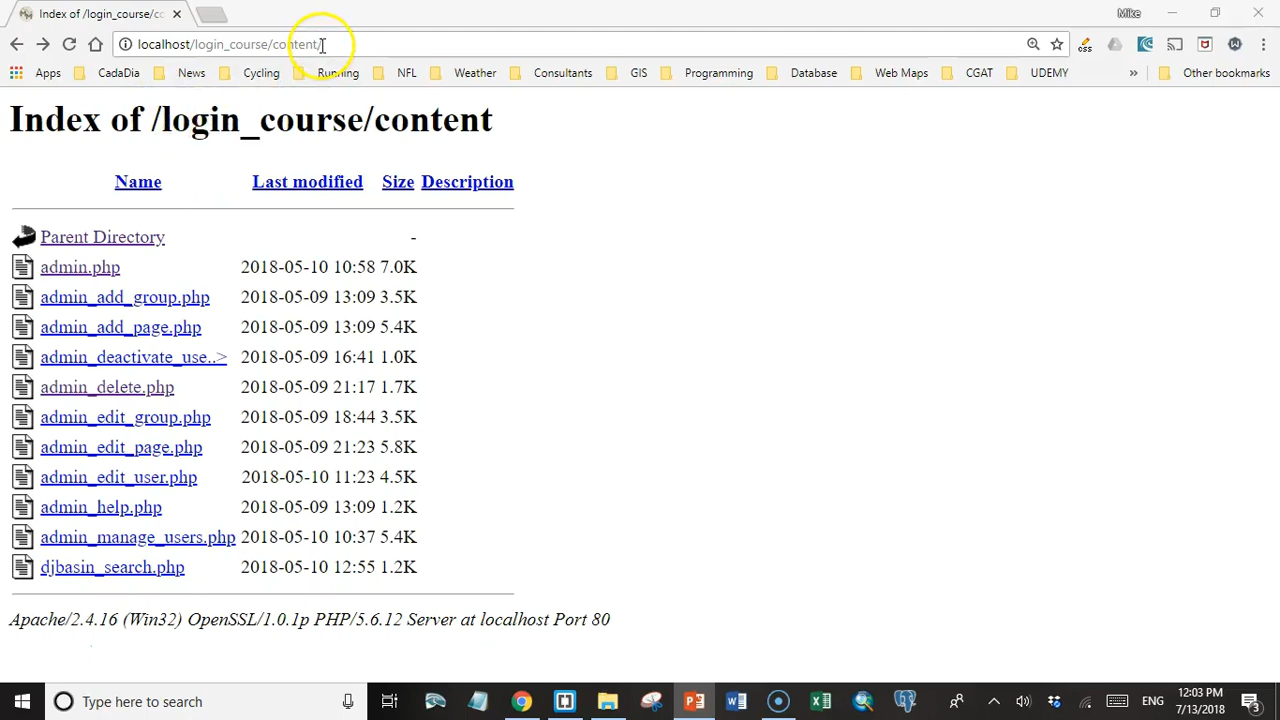 Index of /login_course/cc
Mike
localhost/login_course/content/
Apps CadaDia News Cycling Running NFL Weather Consultants GIS Programming Database Web Maps CGAT UDEMY » Other bookmarks
Index of /login_course/content
Name Last modified Size Description
Parent Directory -
admin.php 2018-05-10 10:58 7.0K
admin_add_group.php 2018-05-09 13:09 3.5K
admin_add_page.php 2018-05-09 13:09 5.4K
admin_deactivate_use..> 2018-05-09 16:41 1.0K
admin_delete.php 2018-05-09 21:17 1.7K
admin_edit_group.php 2018-05-09 18:44 3.5K
admin_edit_page.php 2018-05-09 21:23 5.8K
admin_edit_user.php 2018-05-10 11:23 4.5K
admin_help.php 2018-05-09 13:09 1.2K
admin_manage_users.php 2018-05-10 10:37 5.4K
djbasin_search.php 2018-05-10 12:55 1.2K
Apache/2.4.16 (Win32) OpenSSL/1.0.1p PHP/5.6.12 Server at localhost Port 80
Type here to search
ENG
12:03 PM
7/13/2018
3